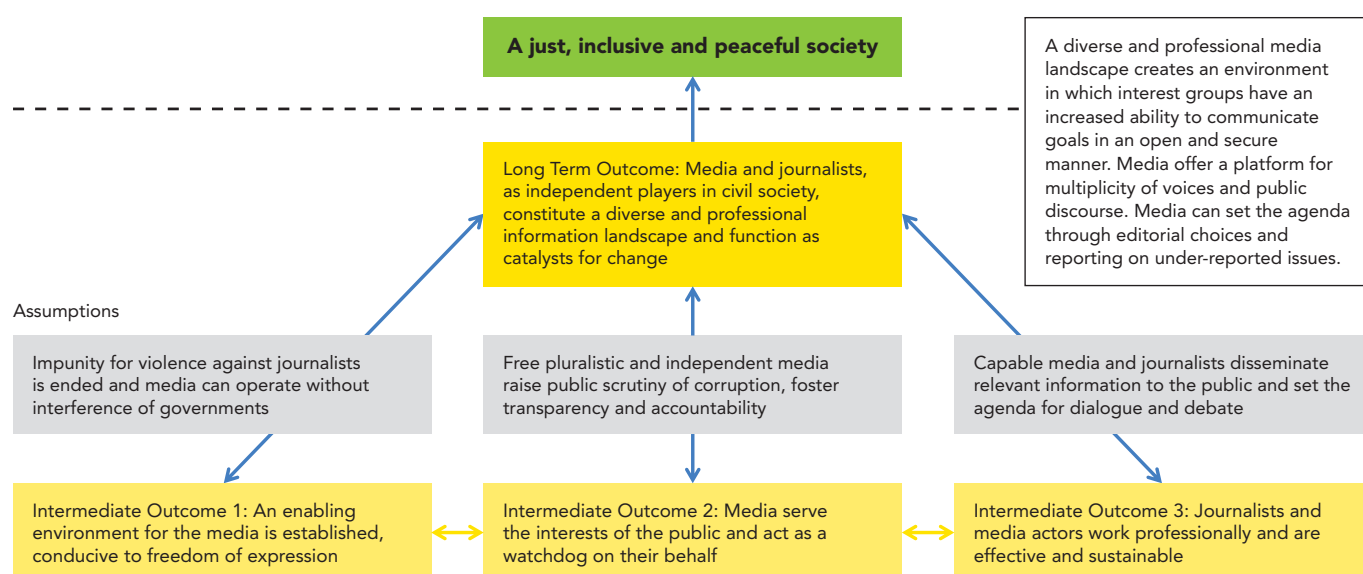 A just, inclusive and peaceful society
A diverse and professional media
landscape creates an environment
in which interest groups have an
increased ability to communicate
goals in an open and secure
manner. Media offer a platform for
multiplicity of voices and public
discourse. Media can set the agenda
through editorial choices and
reporting on under-reported issues.
Long Term Outcome: Media and journalists,
as independent players in civil society,
constitute a diverse and professional
information landscape and function as
catalysts for change
Assumptions
Impunity for violence against journalists
is ended and media can operate without
interference of governments
Free pluralistic and independent media
raise public scrutiny of corruption, foster
transparency and accountability
Capable media and journalists disseminate
relevant information to the public and set the
agenda for dialogue and debate
Intermediate Outcome 1: An enabling
environment for the media is established,
conducive to freedom of expression
Intermediate Outcome 2: Media serve
the interests of the public and act as a
watchdog on their behalf
Intermediate Outcome 3: Journalists and
media actors work professionally and are
effective and sustainable